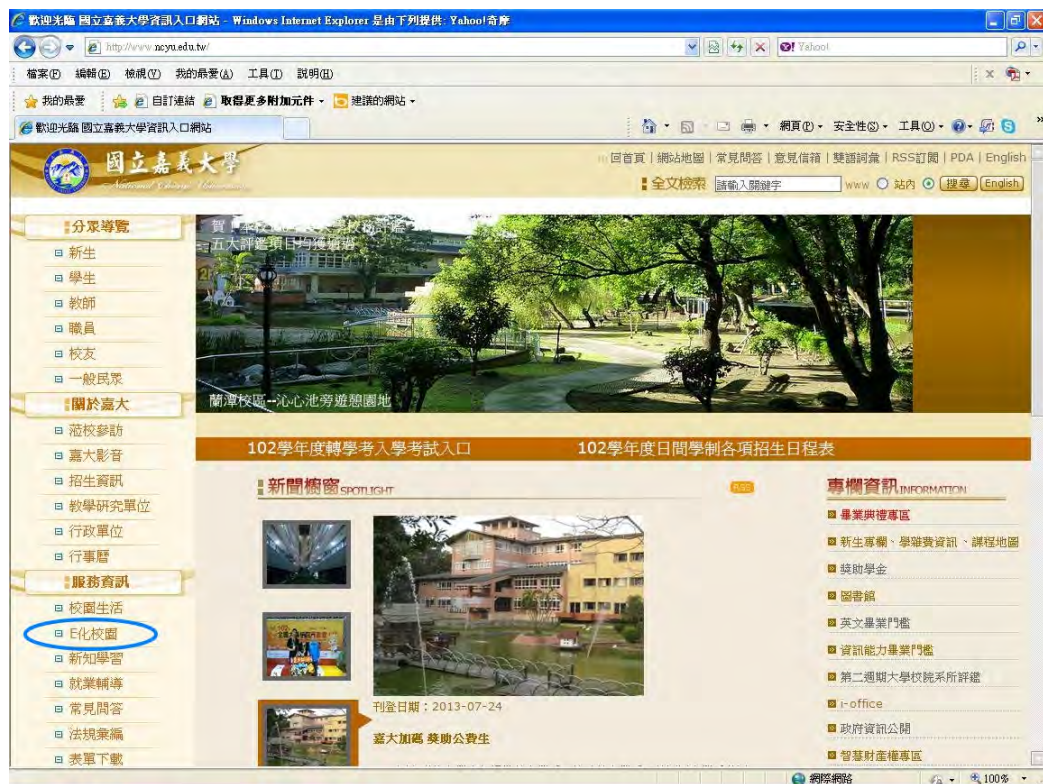 歡迎光臨 國立嘉義大學資訊入口網站 - Windows Internet Explorer 是由下列提供: Yahoo!奇摩
http://www.ncyu.edu.tw/
Yahoo!
檔案(F) 編輯(E) 檢視(V) 我的最愛(A) 工具(T) 說明(H)
我的最愛 自訂連結 取得更多附加元件 建議的網站
歡迎光臨 國立嘉義大學資訊入口網站
網頁(P) 安全性(S) 工具(O)
國立嘉義大學
National Chiayi University
回首頁 | 網站地圖 | 常見問答 | 意見信箱 | 雙語詞彙 | RSS訂閱 | PDA | English
全文檢索 請輸入關鍵字 www 站內 搜尋 English
分眾導覽
新生
學生
教師
職員
校友
一般民眾
關於嘉大
蒞校參訪
嘉大影音
招生資訊
教學研究單位
行政單位
行事曆
服務資訊
校園生活
E化校園
新知學習
就業輔導
常見問答
法規彙編
表單下載
五大評鑑項目均獲通過
蘭潭校區--沁心池旁遊憩園地
102學年度轉學考入學考試入口 102學年度日間學制各項招生日程表
新聞櫥窗 SPOTLIGHT
RSS
刊登日期：2013-07-24
嘉大加碼 獎助公費生
專欄資訊 INFORMATION
畢業典禮專區
新生專欄、學雜費資訊、課程地圖
獎助學金
圖書館
英文畢業門檻
資訊能力畢業門檻
第二週期大學校院系所評鑑
i-office
政府資訊公開
智慧財產權專區
網際網路 100%